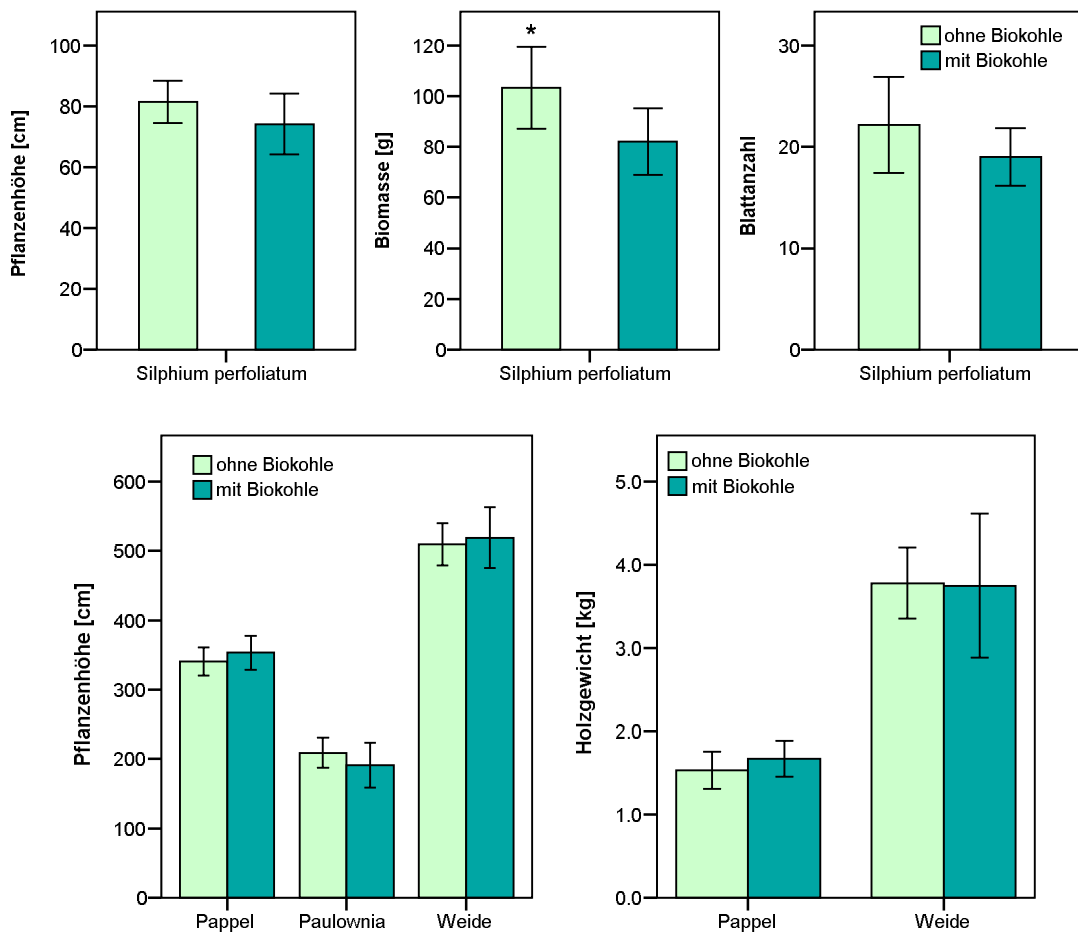 Pflanzenhöhe [cm]
100
80
60
40
20
0
Silphium perfoliatum
Biomasse [g]
120
100
80
60
40
20
0
*
Silphium perfoliatum
Blattanzahl
30
20
10
0
ohne Biokohle
mit Biokohle
Silphium perfoliatum
Pflanzenhöhe [cm]
600
500
400
300
200
100
0
ohne Biokohle
mit Biokohle
Pappel
Paulownia
Weide
Holzgewicht [kg]
5.0
4.0
3.0
2.0
1.0
0.0
ohne Biokohle
mit Biokohle
Pappel
Weide